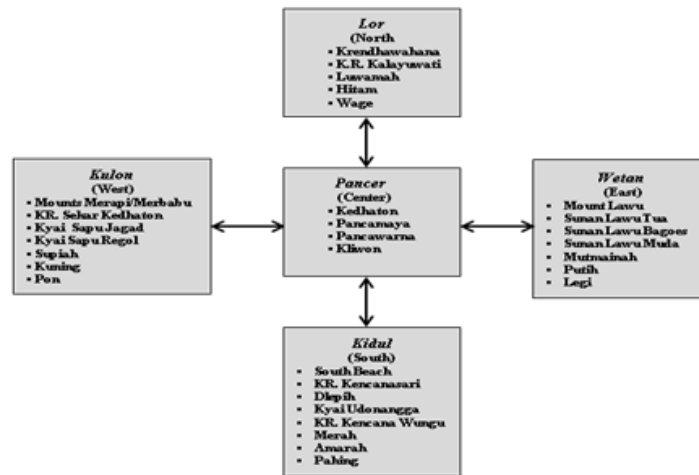 Lor
(North
▪ Krendhawahana
▪ K.R. Kalayuwati
▪ Luwamah
▪ Hitam
▪ Wage
Kulon
(West)
▪ Mounts Merapi/Merbabu
▪ KR. Sekar Kedhaton
▪ Kyai Sapu Jagad
▪ Kyai Sapu Regol
▪ Supiah
▪ Kuning
▪ Pon
Pancer
(Center)
▪ Kedhaton
▪ Pancamaya
▪ Pancawarna
▪ Kliwon
Wetan
(East)
▪ Mount Lawu
▪ Sunan Lawu Tua
▪ Sunan Lawu Bagoes
▪ Sunan Lawu Muda
▪ Mutmainah
▪ Putih
▪ Legi
Kidul
(South)
▪ South Beach
▪ KR. Kencanasari
▪ Dlepih
▪ Kyai Udonangga
▪ KR. Kencana Wungu
▪ Merah
▪ Amarah
▪ Pahing